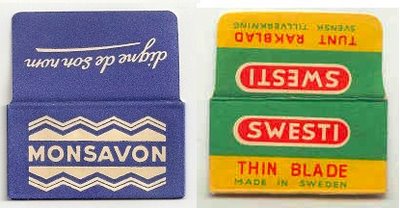 digne de son nom
MONSAVON
SVENSK TILLVERKNING
TUNT RAKBLAD
SWESTI
SWESTI
THIN BLADE
MADE IN SWEDEN